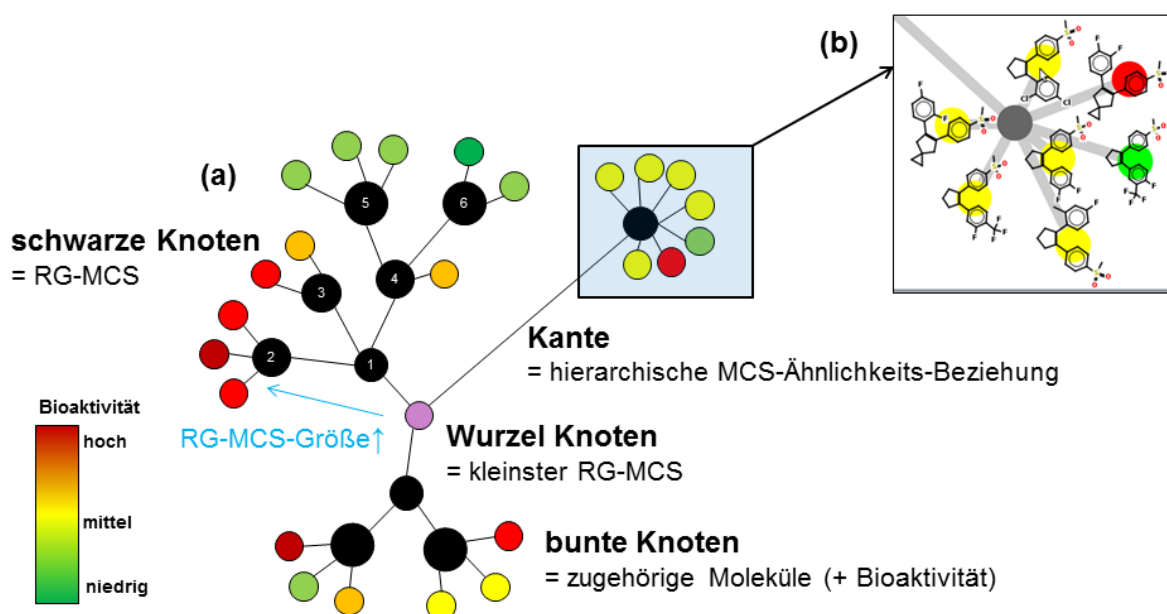 (b)
(a)
5
6
schwarze Knoten
= RG-MCS
3
4
2
1
Kante
= hierarchische MCS-Ähnlichkeits-Beziehung
Bioaktivität
hoch
mittel
niedrig
RG-MCS-Größe↑
Wurzel Knoten
= kleinster RG-MCS
bunte Knoten
= zugehörige Moleküle (+ Bioaktivität)